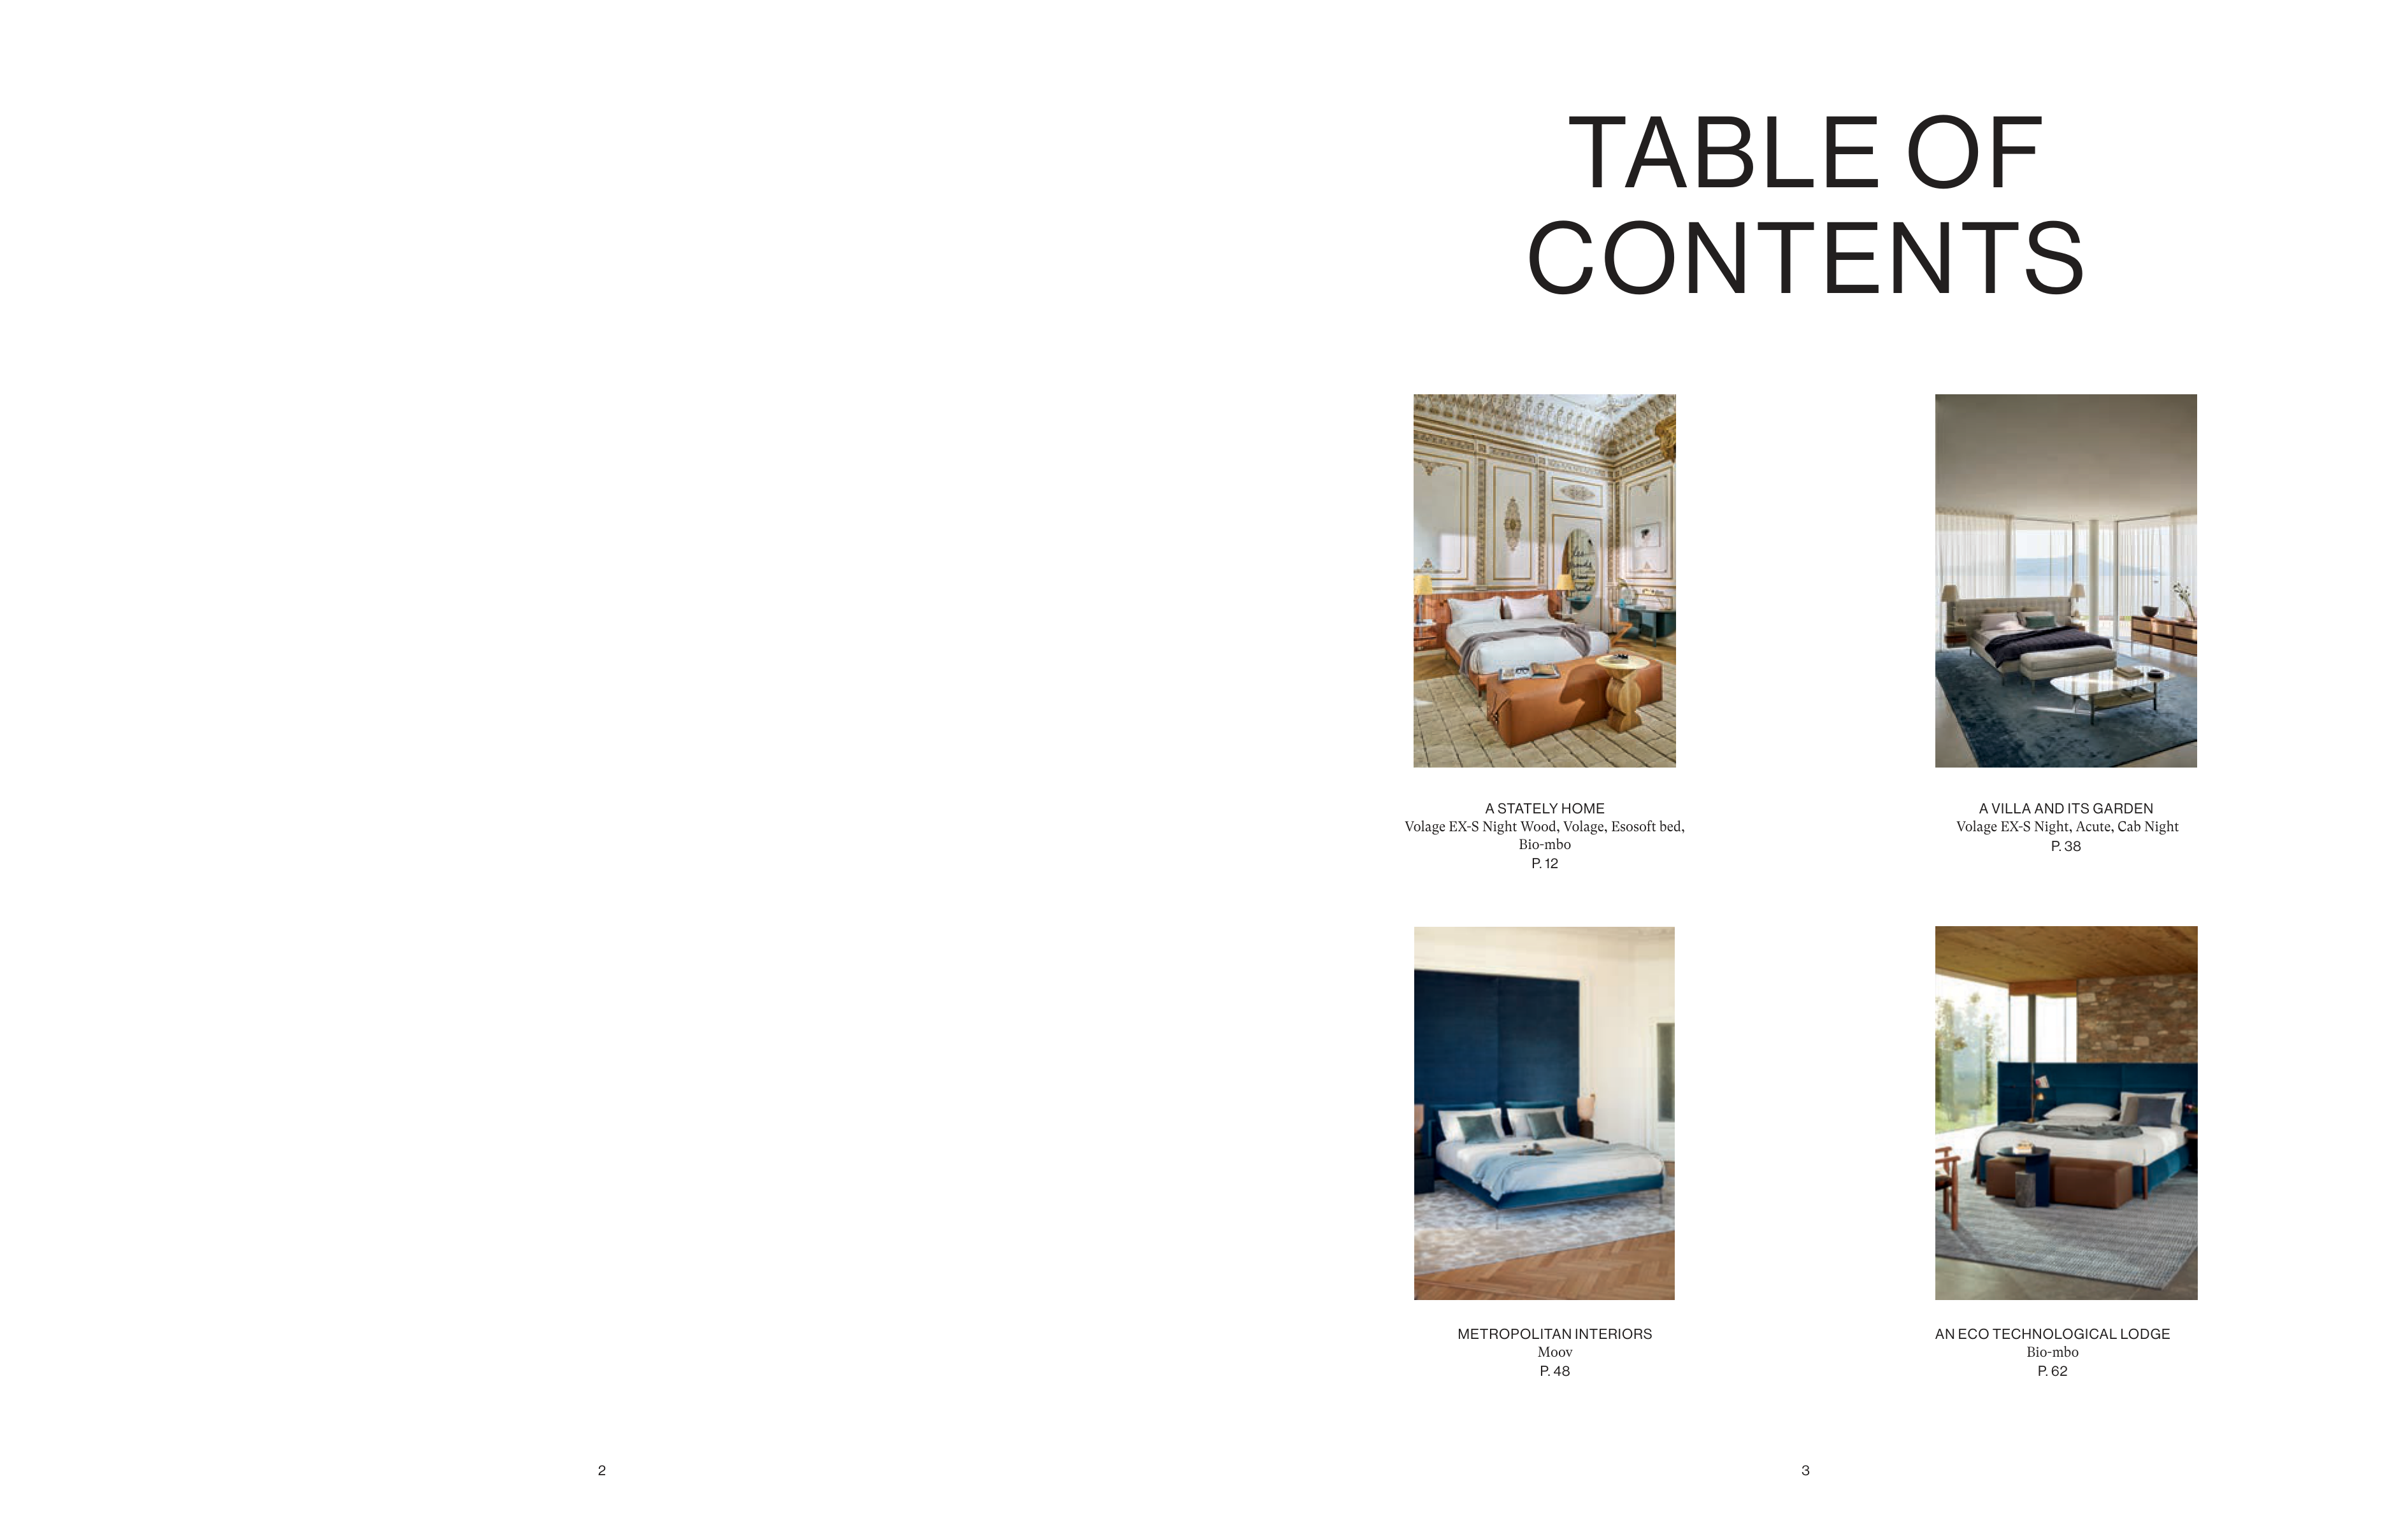 TABLE OF
CONTENTS
A STATELY HOME
Volage EX-S Night Wood, Volage, Esosoft bed,
Bio-mbo
P. 12
A VILLA AND ITS GARDEN
Volage EX-S Night, Acute, Cab Night
P. 38
METROPOLITAN INTERIORS
Moov
P. 48
AN ECO TECHNOLOGICAL LODGE
Bio-mbo
P. 62
2
3